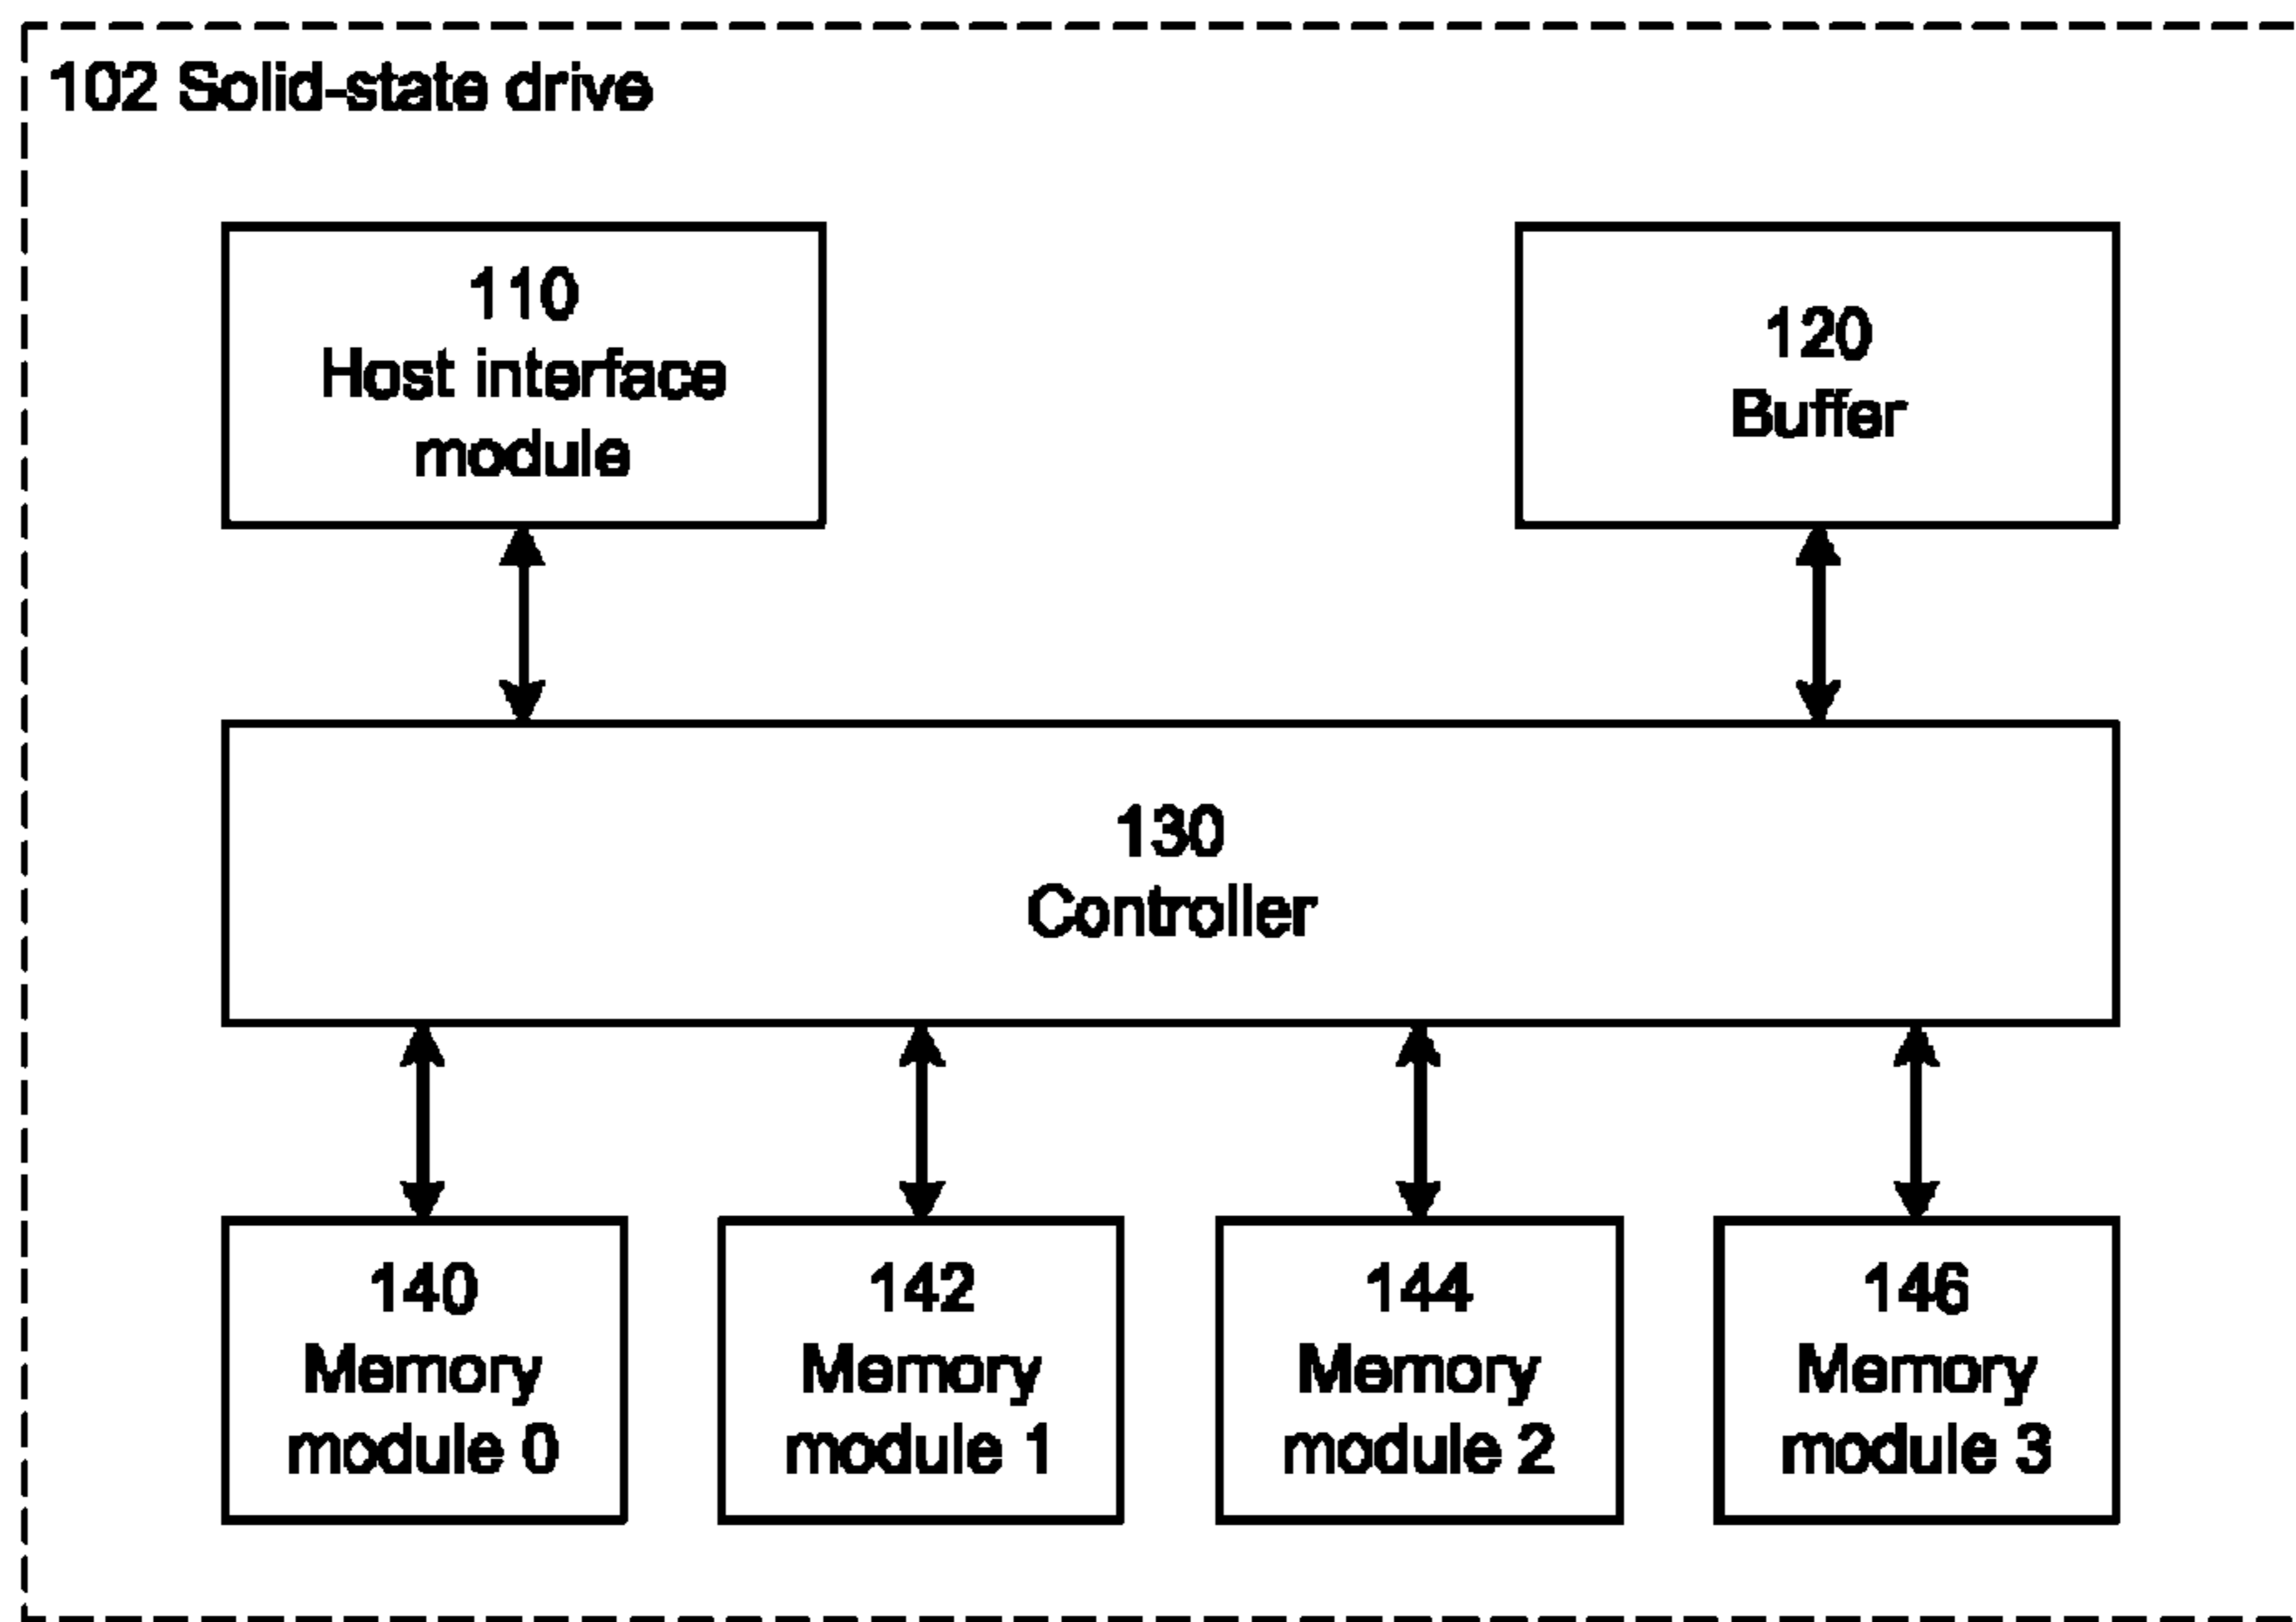 102 Solid-state drive
110
Host interface
module
120
Buffer
130
Controller
140
Memory
module 0
142
Memory
module 1
144
Memory
module 2
146
Memory
module 3